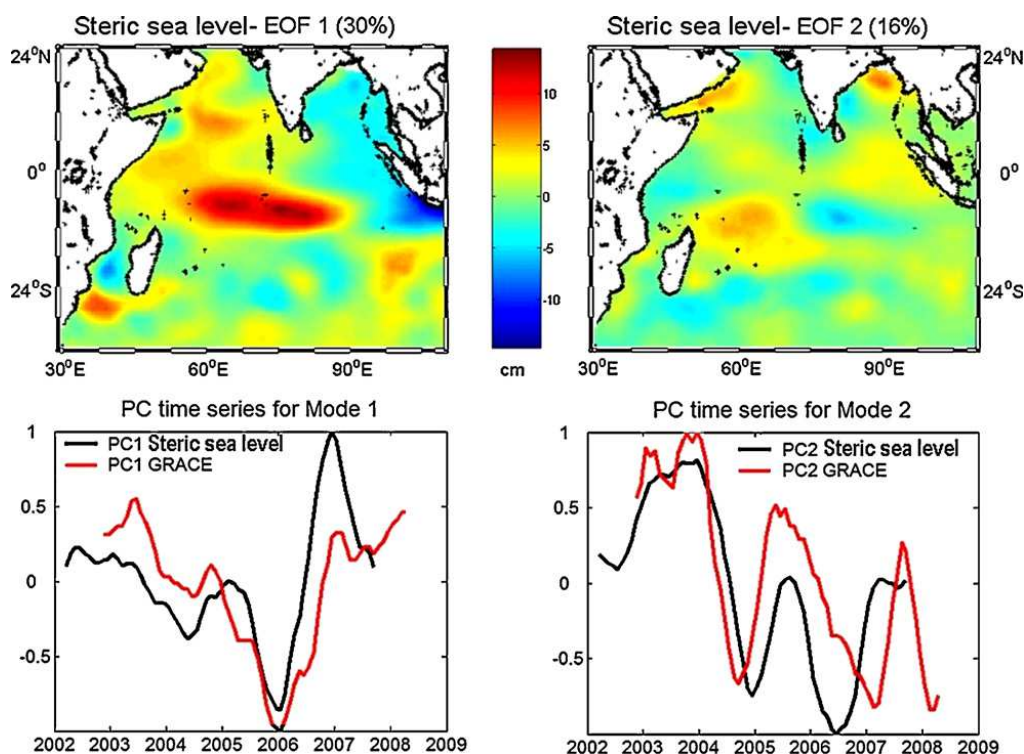 Steric sea level- EOF 1 (30%)
Steric sea level- EOF 2 (16%)
24°N
0°
24°S
30°E
60°E
90°E
10
5
0
-5
-10
cm
24°N
0°
24°S
30°E
60°E
90°E
PC time series for Mode 1
1
0.5
0
-0.5
PC1 Steric sea level
PC1 GRACE
2002 2003 2004 2005 2006 2007 2008 2009
PC time series for Mode 2
1
0.5
0
-0.5
PC2 Steric sea level
PC2 GRACE
2002 2003 2004 2005 2006 2007 2008 2009